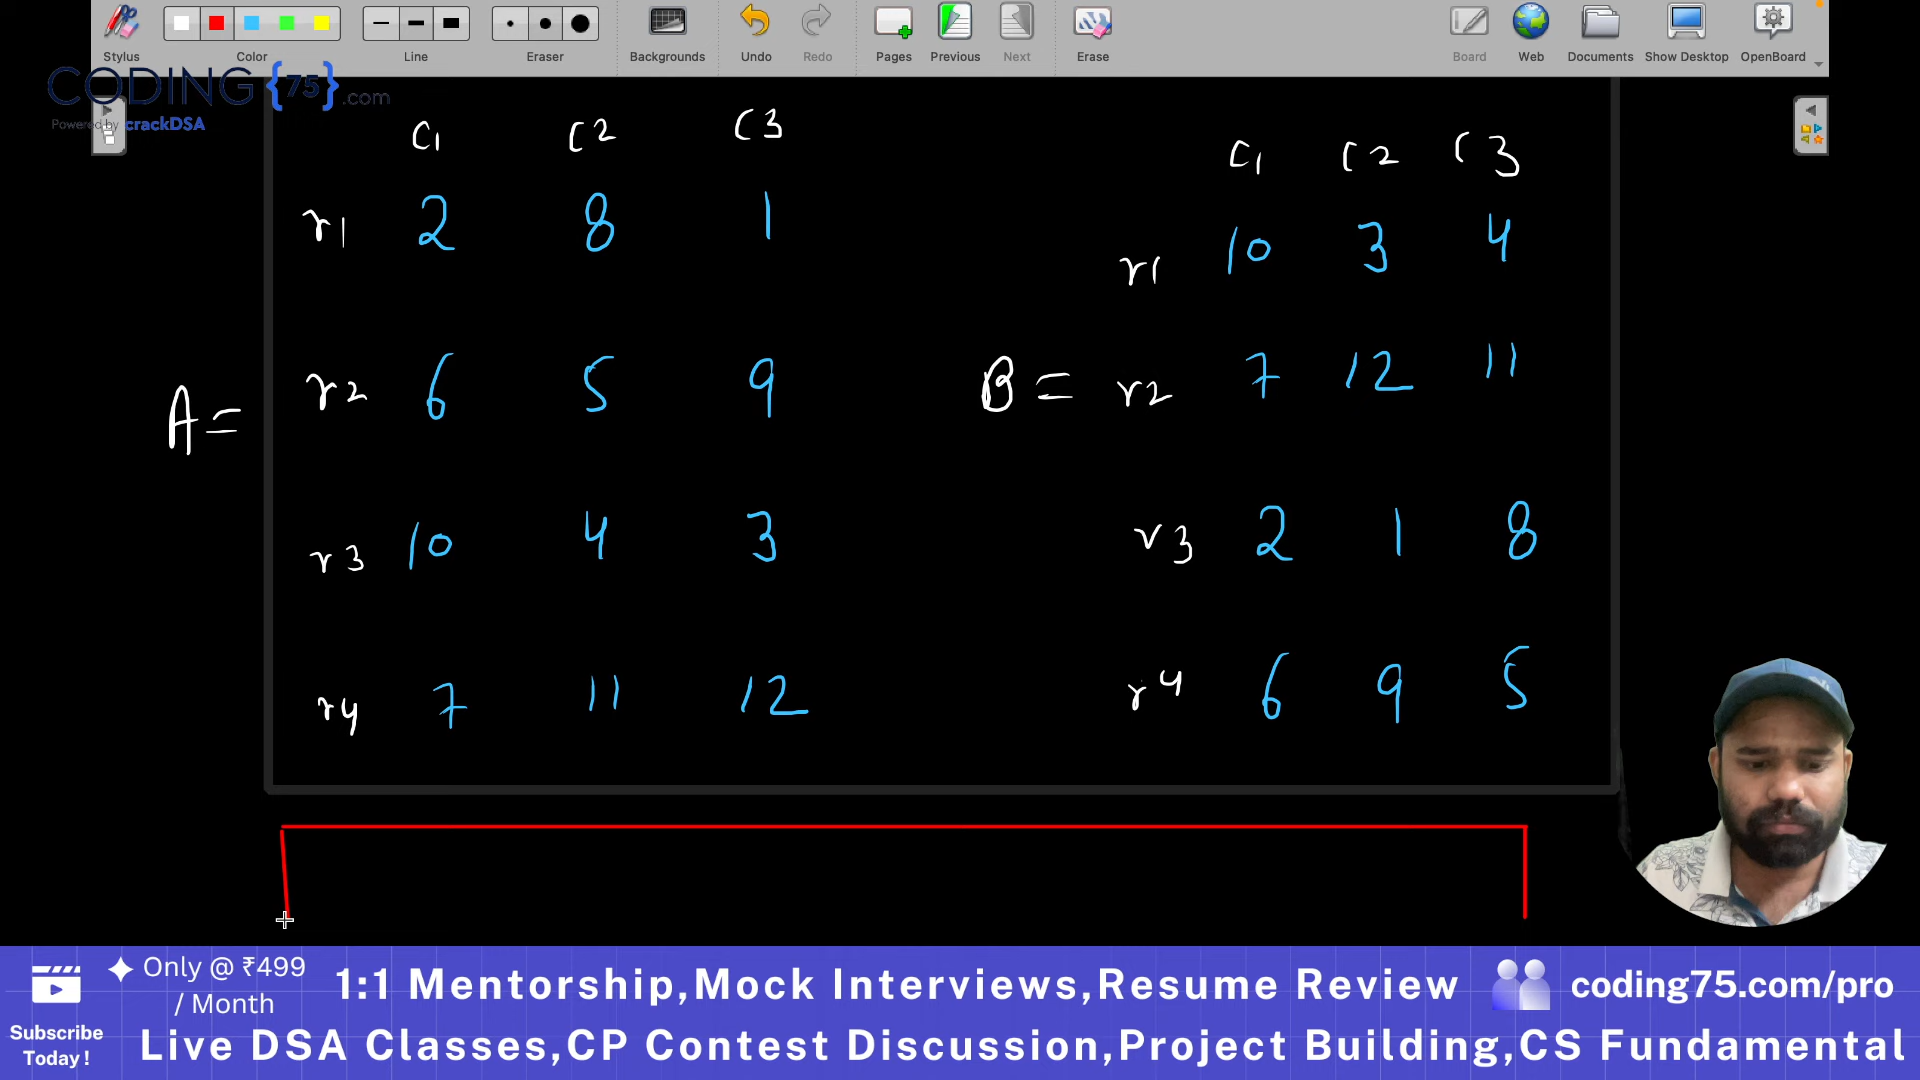 Stylus Color Line Eraser Backgrounds Undo Redo Pages Previous Next Erase Board Web Documents Show Desktop OpenBoard
CODING {75} .com
Powered by crackDSA
C1 C2 C3
r1 2 8 1
r2 6 5 9
A=
r3 10 4 3
r4 7 11 12
C1 C2 C3
r1 10 3 4
B = r2 7 12 11
r3 2 1 8
r4 6 9 5
Only @ ₹499
/ Month
Subscribe
Today !
1:1 Mentorship,Mock Interviews,Resume Review
coding75.com/pro
Live DSA Classes,CP Contest Discussion,Project Building,CS Fundamental